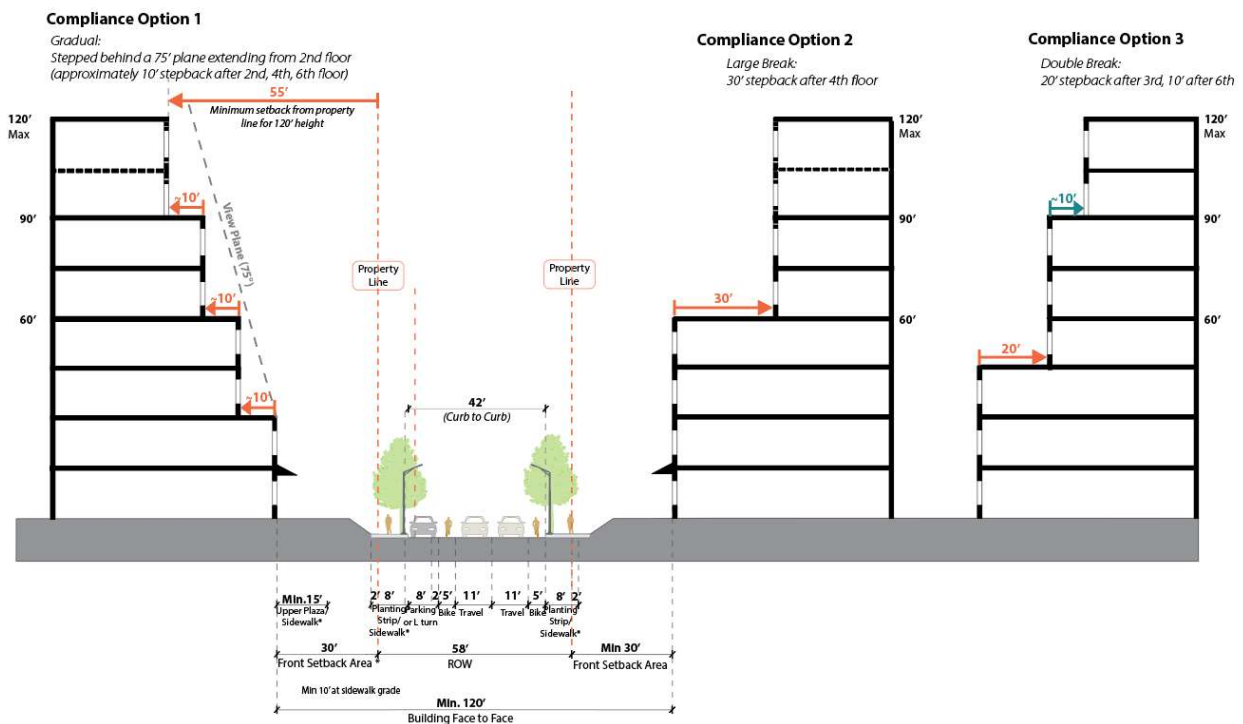 Compliance Option 1
Gradual:
Stepped behind a 75' plane extending from 2nd floor
(approximately 10' stepback after 2nd, 4th, 6th floor)
55'
Minimum setback from property
line for 120' height
120'
Max
90'
60'
~10'
~10'
~10'
View Plane (75°)
Property
Line
Property
Line
42'
(Curb to Curb)
Compliance Option 2
Large Break:
30' stepback after 4th floor
120'
Max
90'
60'
30'
Compliance Option 3
Double Break:
20' stepback after 3rd, 10' after 6th
120'
Max
90'
60'
~10'
20'
Min.15'
Upper Plaza/
Sidewalk*
2' 8' 8' 2' 5' 11' 11' 5' 8' 2'
Planting
Strip/
Sidewalk*
Parking
or L turn
Bike
Travel
Travel
Bike
Planting
Strip/
Sidewalk*
30'
Front Setback Area *
58'
ROW
Min 30'
Front Setback Area
Min 10' at sidewalk grade
Min. 120'
Building Face to Face